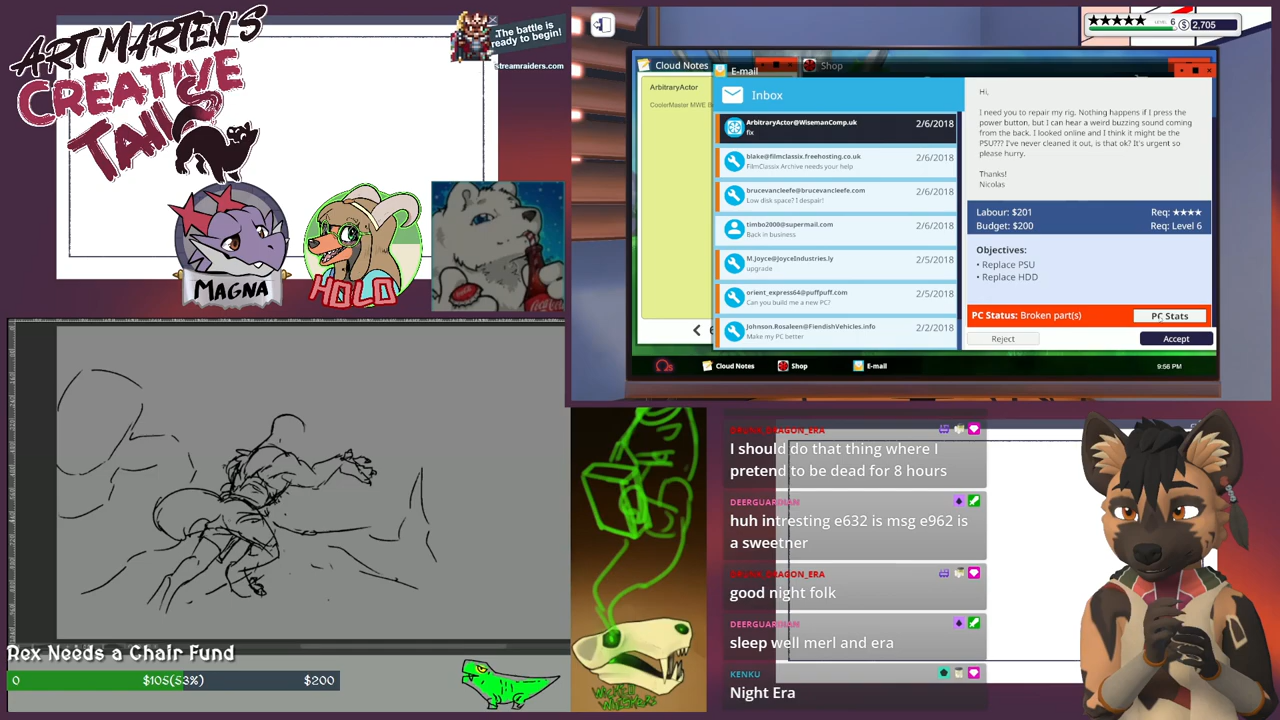 ART MARTEN'S
CREATIVE
TAILS
The battle is
ready to begin!
streamraiders.com
MAGNA
HOLO
Cloud Notes
ArbitraryActor
E-mail
Shop
Inbox
ArbitraryActor@WisemanComp.uk
2/6/2018
fix
blake@filmclassix.freehosting.co.uk
2/6/2018
FilmClassix Archive needs your help
brucevancleefe@brucevancleefe.com
2/6/2018
Low disk space? I despair!
timbo2000@supermail.com
2/6/2018
Back in business
M.Joyce@JoyceIndustries.ly
2/5/2018
upgrade
orient_express64@puffpuff.com
2/5/2018
Can you build me a new PC?
Johnson.Rosaleen@FiendishVehicles.info
2/2/2018
Make my PC better
LEVEL 6
$ 2,705
Hi,
I need you to repair my rig. Nothing happens if I press the
power button, but I can hear a weird buzzing sound coming
from the back. I looked online and I think it might be the
PSU??? I've never cleaned it out, is that ok? It's urgent so
please hurry.
Thanks!
Nicolas
Labour: $201
Req: ★★★★
Budget: $200
Req: Level 6
Objectives:
• Replace PSU
• Replace HDD
PC Status: Broken part(s)
PC Stats
Reject
Accept
Cloud Notes
Shop
E-mail
9:56 PM
I should do that thing where I
pretend to be dead for 8 hours
DEERGUARDIAN
huh intresting e632 is msg e962 is
a sweetner
good night folk
DEERGUARDIAN
sleep well merl and era
KENKU
Night Era
Rex Needs a Chair Fund
0
$105(53%)
$200